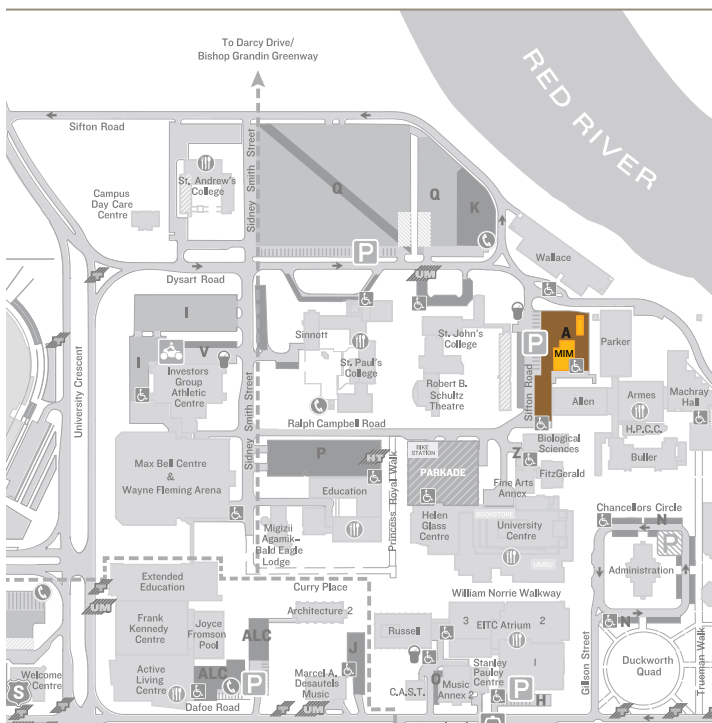 To Darcy Drive/
Bishop Grandin Greenway
RED RIVER
Sifton Road
Sidney Smith Street
St. Andrew's
College
Q
Q
K
Campus
Day Care
Centre
P
UM
Wallace
Dysart Road
I
I
V
Investors
Group
Athletic
Centre
University Crescent
Sinnott
St. Paul's
College
St. John's
College
Robert B.
Schultz
Theatre
P
Sifton Road
A
MIM
Parker
Allen
Armes
Machray
Hall
H.P.C.C.
Buller
Ralph Campbell Road
Sidney Smith Street
Max Bell Centre
&
Wayne Fleming Arena
P
HT
Education
Princess Royal Walk
BIKE
STATION
PARKADE
Z
Biological
Sciences
FitzGerald
Fine Arts
Annex
Helen
Glass
Centre
BOOKSTORE
University
Centre
UMSU
Migizii
Agamik–
Bald Eagle
Lodge
Chancellors Circle
N
P
Administration
N
Extended
Education
UM
Curry Place
Architecture 2
William Norrie Walkway
Frank
Kennedy
Centre
Joyce
Fromson
Pool
ALC
J
Russell
3
EITC Atrium
2
I
Stanley
Pauley
Centre
Gillson Street
Trueman Walk
Duckworth
Quad
Welcome
Centre
S
Active
Living
Centre
ALC
P
Marcel A.
Desautels
Music
C.A.S.T.
O
Music
Annex 2
P
H
Dafoe Road
UM